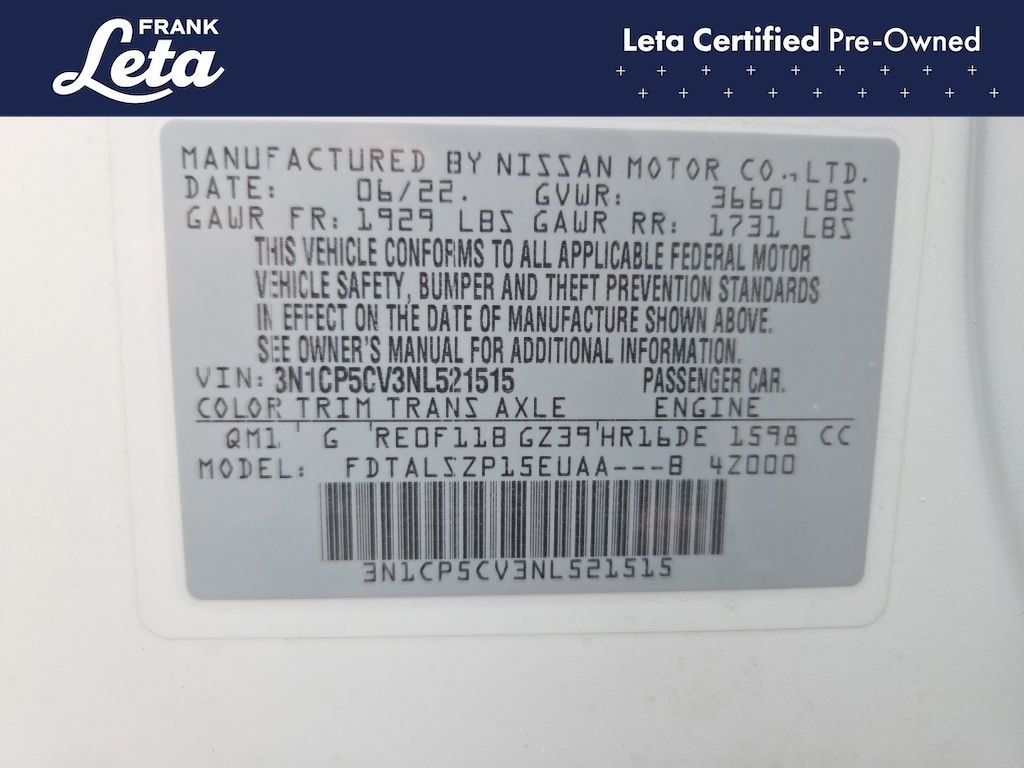 FRANK
Leta
Leta Certified Pre-Owned
MANUFACTURED BY NISSAN MOTOR CO.,LTD.
DATE: 06/22. GVWR: 3660 LBS
GAWR FR: 1929 LBS GAWR RR: 1731 LBS
THIS VEHICLE CONFORMS TO ALL APPLICABLE FEDERAL MOTOR
VEHICLE SAFETY, BUMPER AND THEFT PREVENTION STANDARDS
IN EFFECT ON THE DATE OF MANUFACTURE SHOWN ABOVE.
SEE OWNER'S MANUAL FOR ADDITIONAL INFORMATION.
VIN: 3N1CP5CV3NL521515 PASSENGER CAR.
COLOR TRIM TRANS AXLE ENGINE
QM1 G RE0F11B GZ39 HR16DE 1598 CC
MODEL: FDTALSZP15EUAA---B 4Z000
3N1CP5CV3NL521515